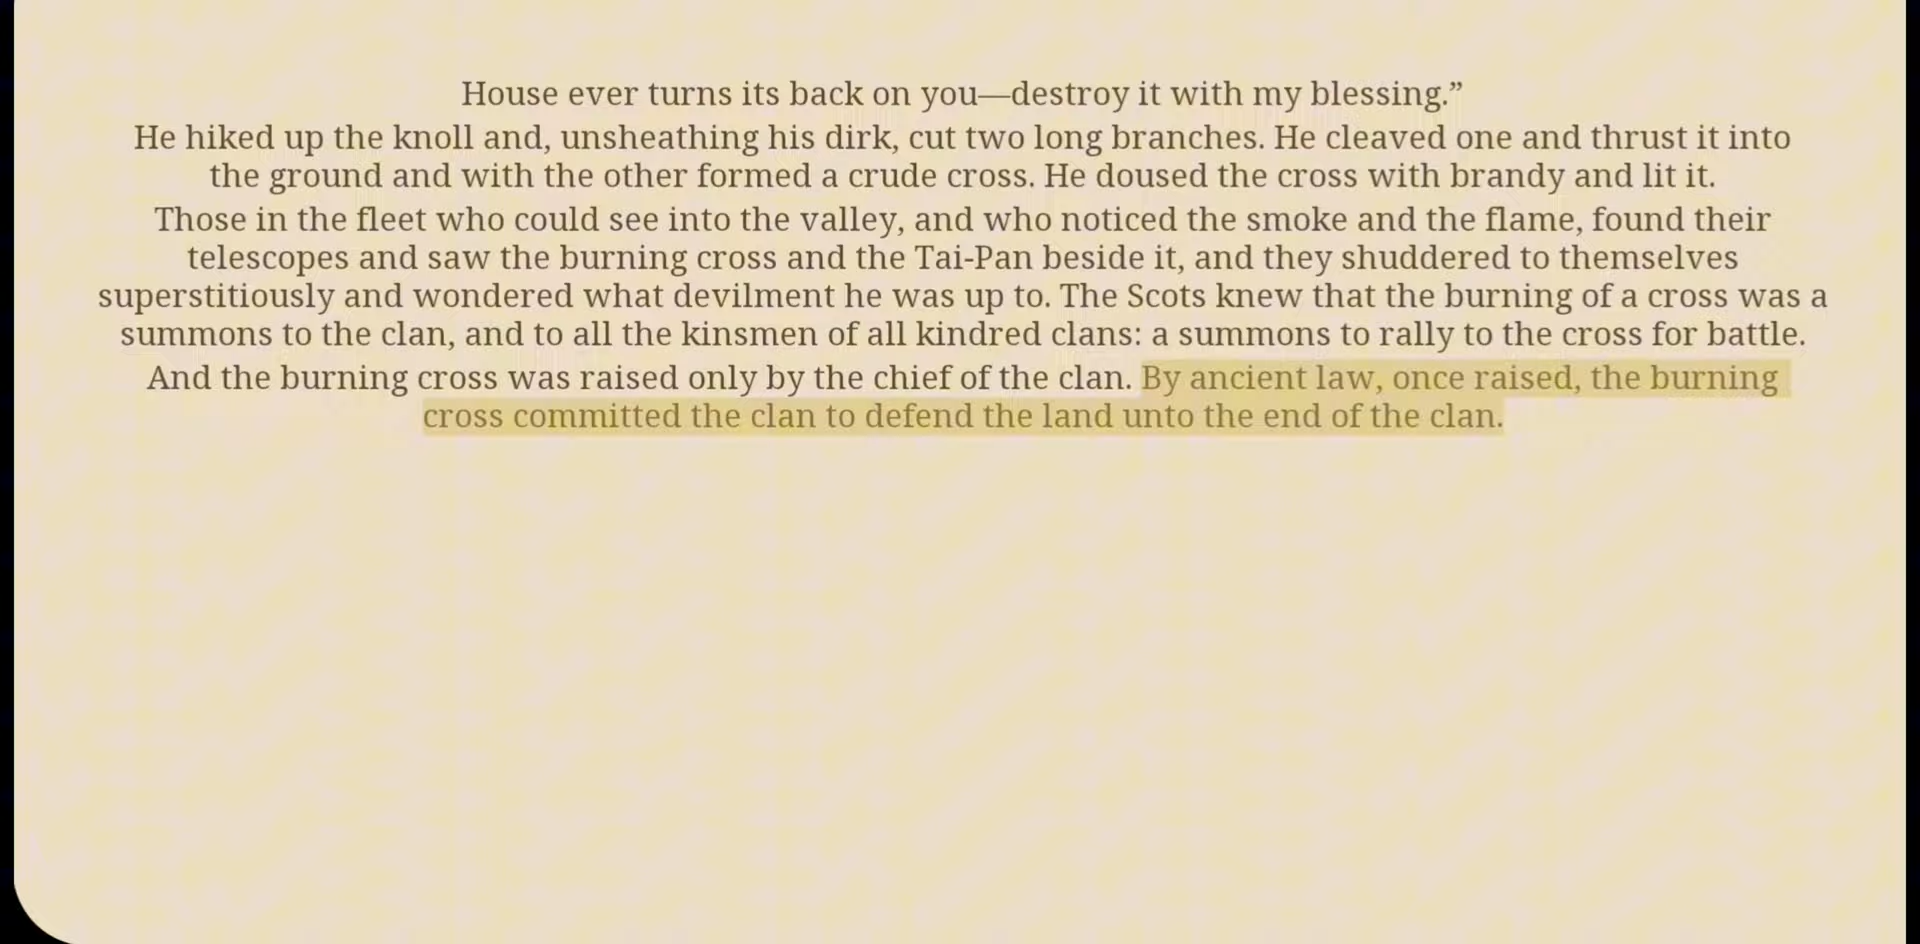 House ever turns its back on you—destroy it with my blessing.”
He hiked up the knoll and, unsheathing his dirk, cut two long branches. He cleaved one and thrust it into
the ground and with the other formed a crude cross. He doused the cross with brandy and lit it.
Those in the fleet who could see into the valley, and who noticed the smoke and the flame, found their
telescopes and saw the burning cross and the Tai-Pan beside it, and they shuddered to themselves
superstitiously and wondered what devilment he was up to. The Scots knew that the burning of a cross was a
summons to the clan, and to all the kinsmen of all kindred clans: a summons to rally to the cross for battle.
And the burning cross was raised only by the chief of the clan. By ancient law, once raised, the burning
cross committed the clan to defend the land unto the end of the clan.